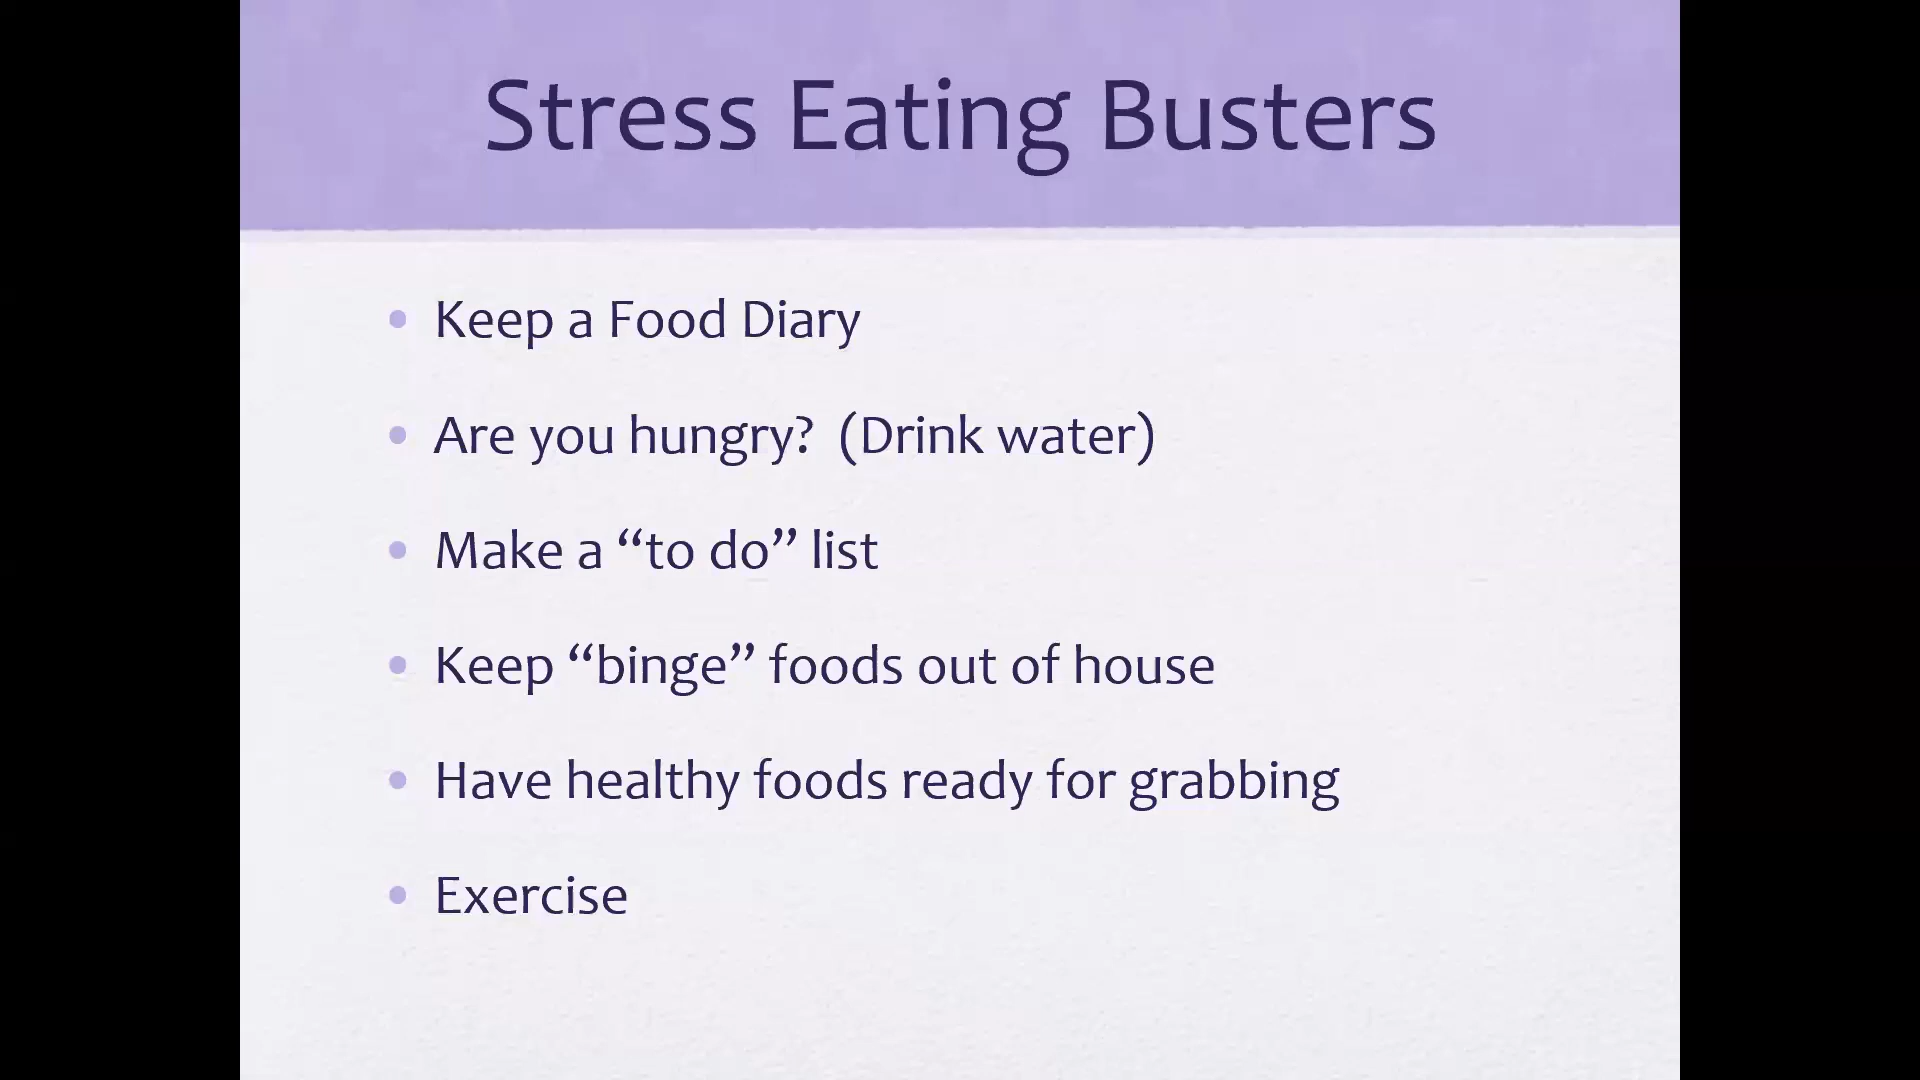 Stress Eating Busters
• Keep a Food Diary
• Are you hungry?  (Drink water)
• Make a “to do” list
• Keep “binge” foods out of house
• Have healthy foods ready for grabbing
• Exercise